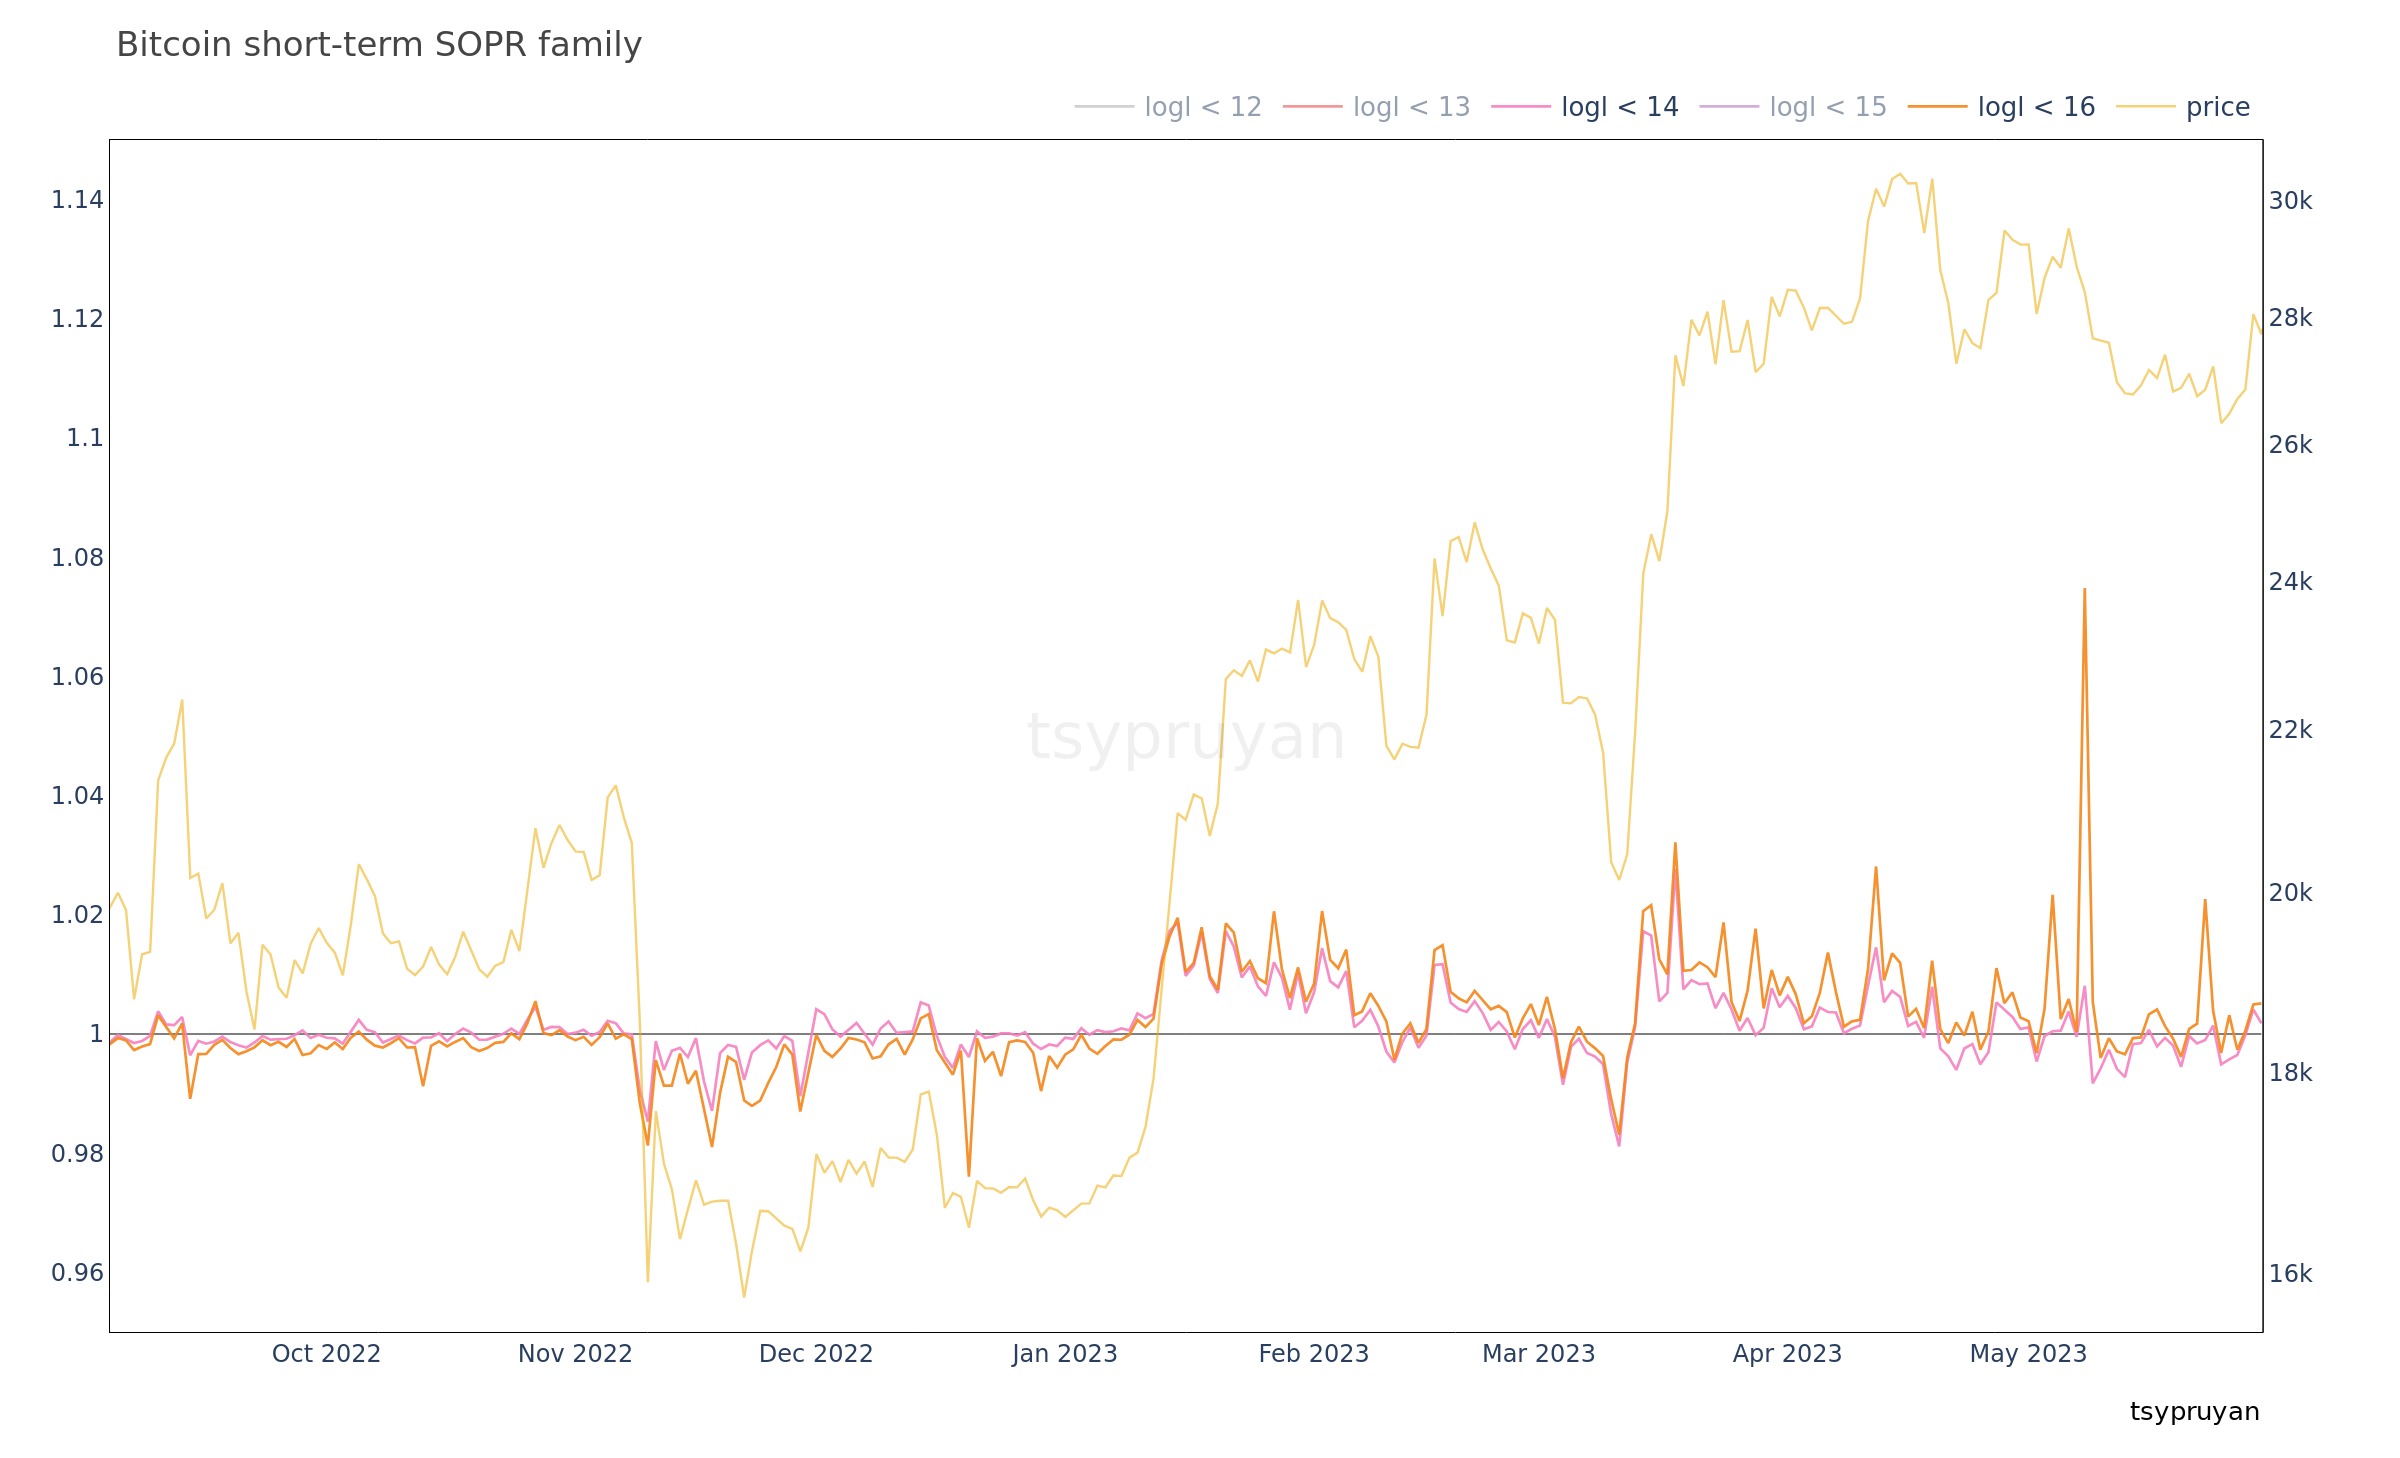 Bitcoin short-term SOPR family
logl < 12 logl < 13 logl < 14 logl < 15 logl < 16 price
1.14 30k
1.12 28k
1.1 26k
1.08 24k
1.06 22k
tsypruyan
1.04
1.02 20k
1 18k
0.98
0.96 16k
Oct 2022 Nov 2022 Dec 2022 Jan 2023 Feb 2023 Mar 2023 Apr 2023 May 2023
tsypruyan